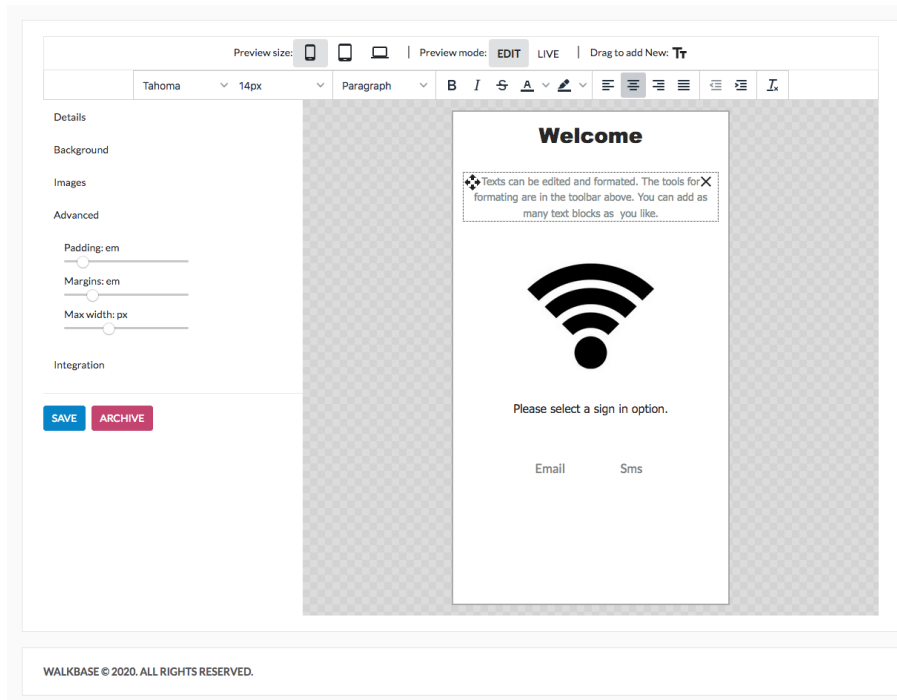 Preview size: Preview mode: EDIT LIVE Drag to add New: TT
Tahoma 14px Paragraph B I S A
Details
Background
Images
Advanced
Padding: em
Margins: em
Max width: px
Integration
SAVE ARCHIVE
Welcome
Texts can be edited and formated. The tools for
formating are in the toolbar above. You can add as
many text blocks as you like.
Please select a sign in option.
Email Sms
WALKBASE © 2020. ALL RIGHTS RESERVED.